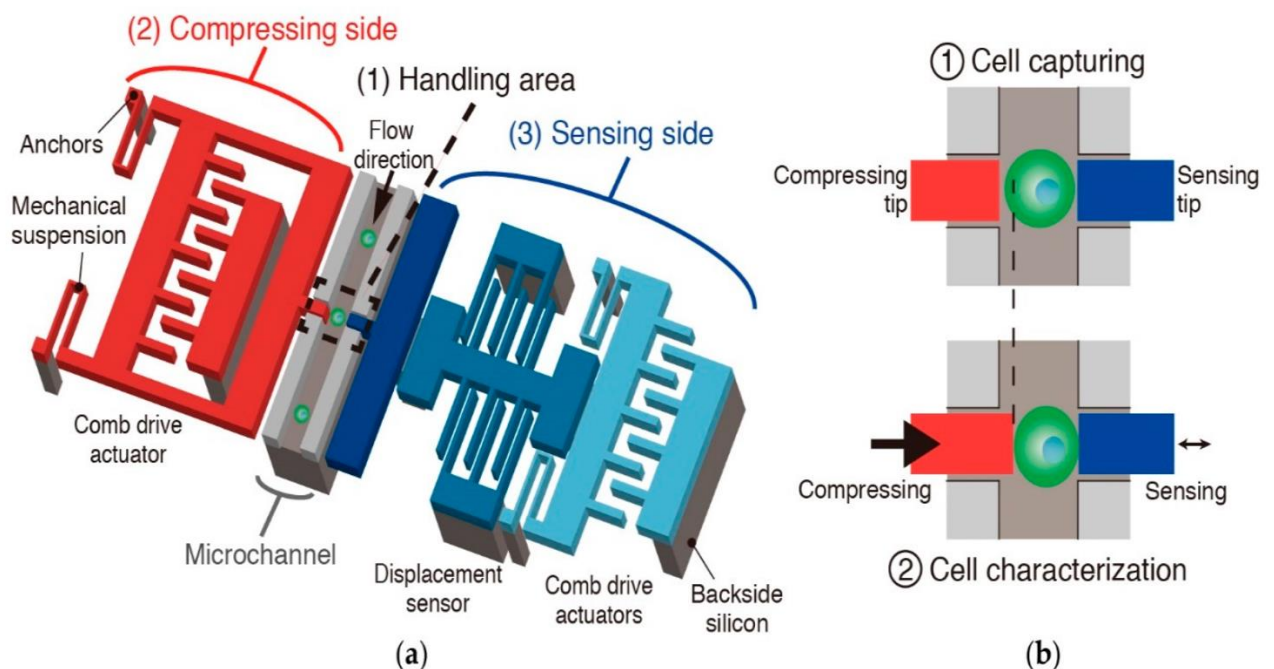 (2) Compressing side
(1) Handling area
Anchors
Flow
direction
(3) Sensing side
Mechanical
suspension
Comb drive
actuator
Microchannel
Displacement
sensor
Comb drive
actuators
Backside
silicon
(a)
① Cell capturing
Compressing
tip
Sensing
tip
Compressing
Sensing
② Cell characterization
(b)